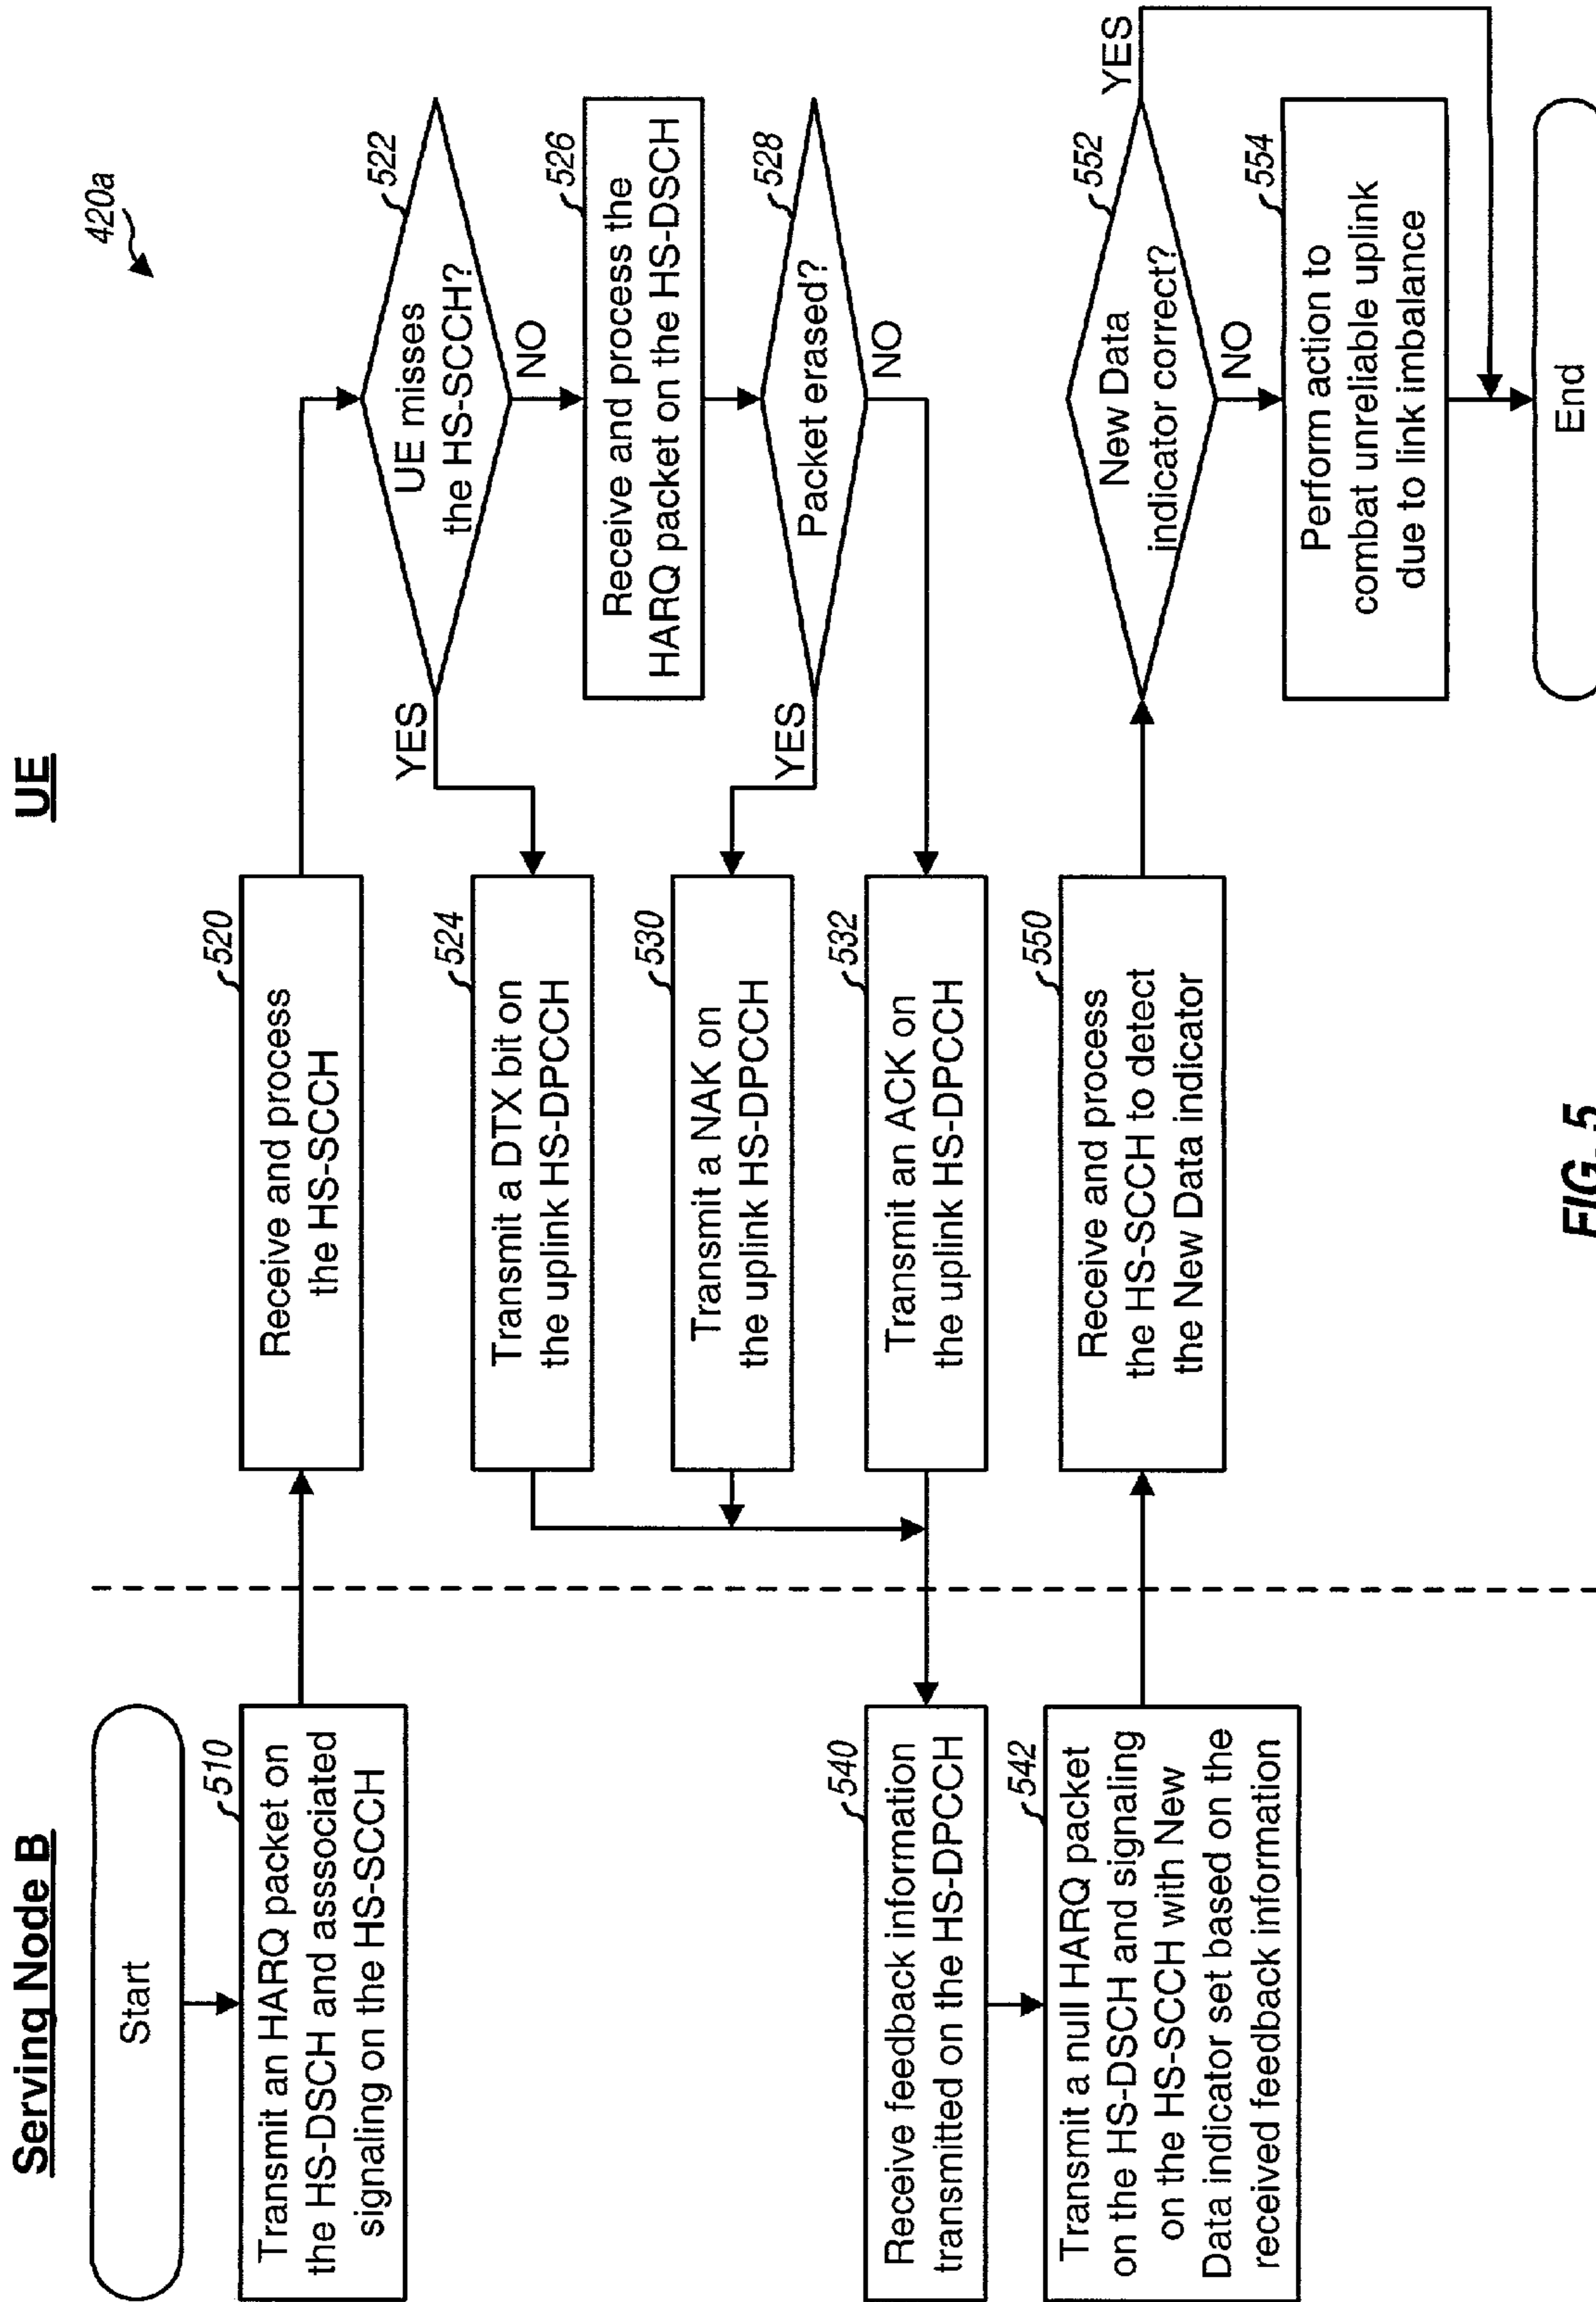 420a
Serving Node B
UE
Start
510
Transmit an HARQ packet on
the HS-DSCH and asssociated
signaling on the HS-SCCH
520
Receive and process
the HS-SCCH
522
UE misses
the HS-SCCH?
YES
NO
524
Transmit a DTX bit on
the uplink HS-DPCCH
526
Receive and process the
HARQ packet on the HS-DSCH
528
Packet erased?
YES
NO
530
Transmit a NAK on
the uplink HS-DPCCH
532
Transmit an ACK on
the uplink HS-DPCCH
540
Receive feedback information
transmitted on the HS-DPCCH
542
Transmit a null HARQ packet
on the HS-DSCH and signaling
on the HS-SCCH with New
Data indicator set based on the
received feedback information
550
Receive and process
the HS-SCCH to detect
the New Data indicator
552
New Data
indicator correct?
YES
NO
554
Perform action to
combat unreliable uplink
due to link imbalance
End
FIG. 5